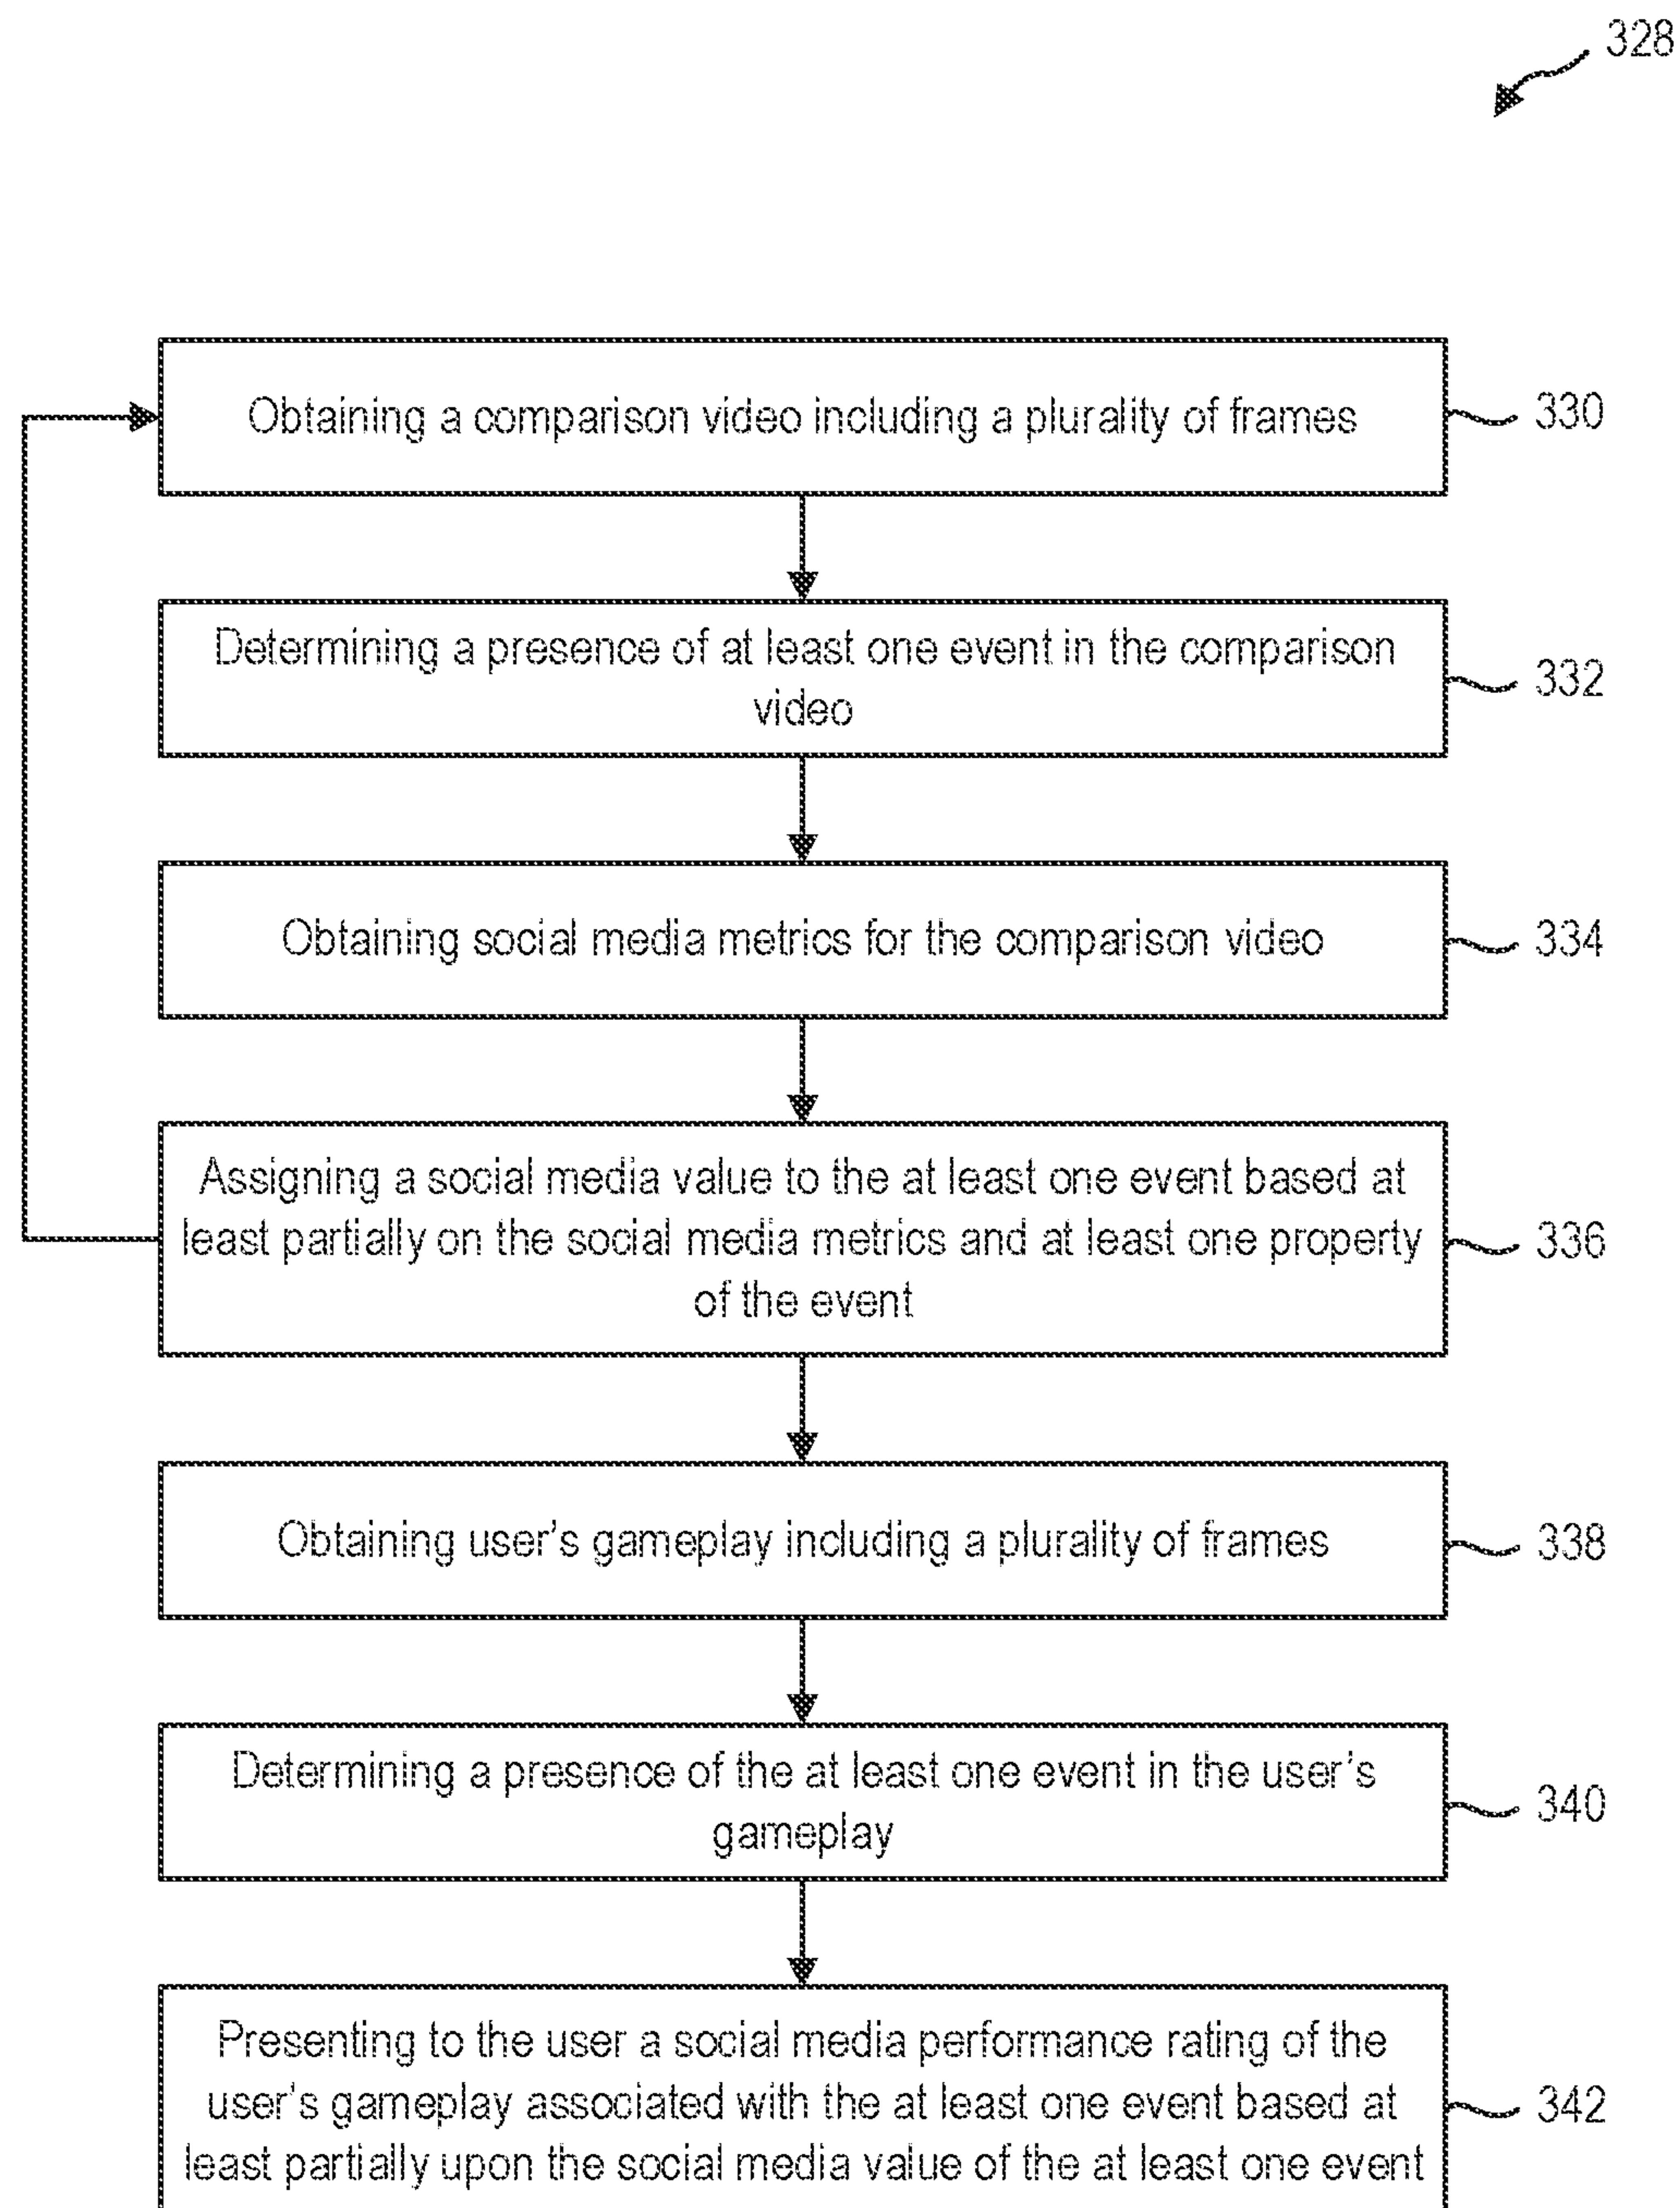 328
Obtaining a comparison video including a plurality of frames
330
Determining a presence of at least one event in the comparison
video
332
Obtaining social media metrics for the comparison video
334
Assigning a social media value to the at least one event based at
least partially on the social media metrics and at least one property
of the event
336
Obtaining user's gameplay including a plurality of frames
338
Determining a presence of the at least one event in the user's
gameplay
340
Presenting to the user a social media performance rating of the
user's gameplay associated with the at least one event based at
least partially upon the social media value of the at least one event
342